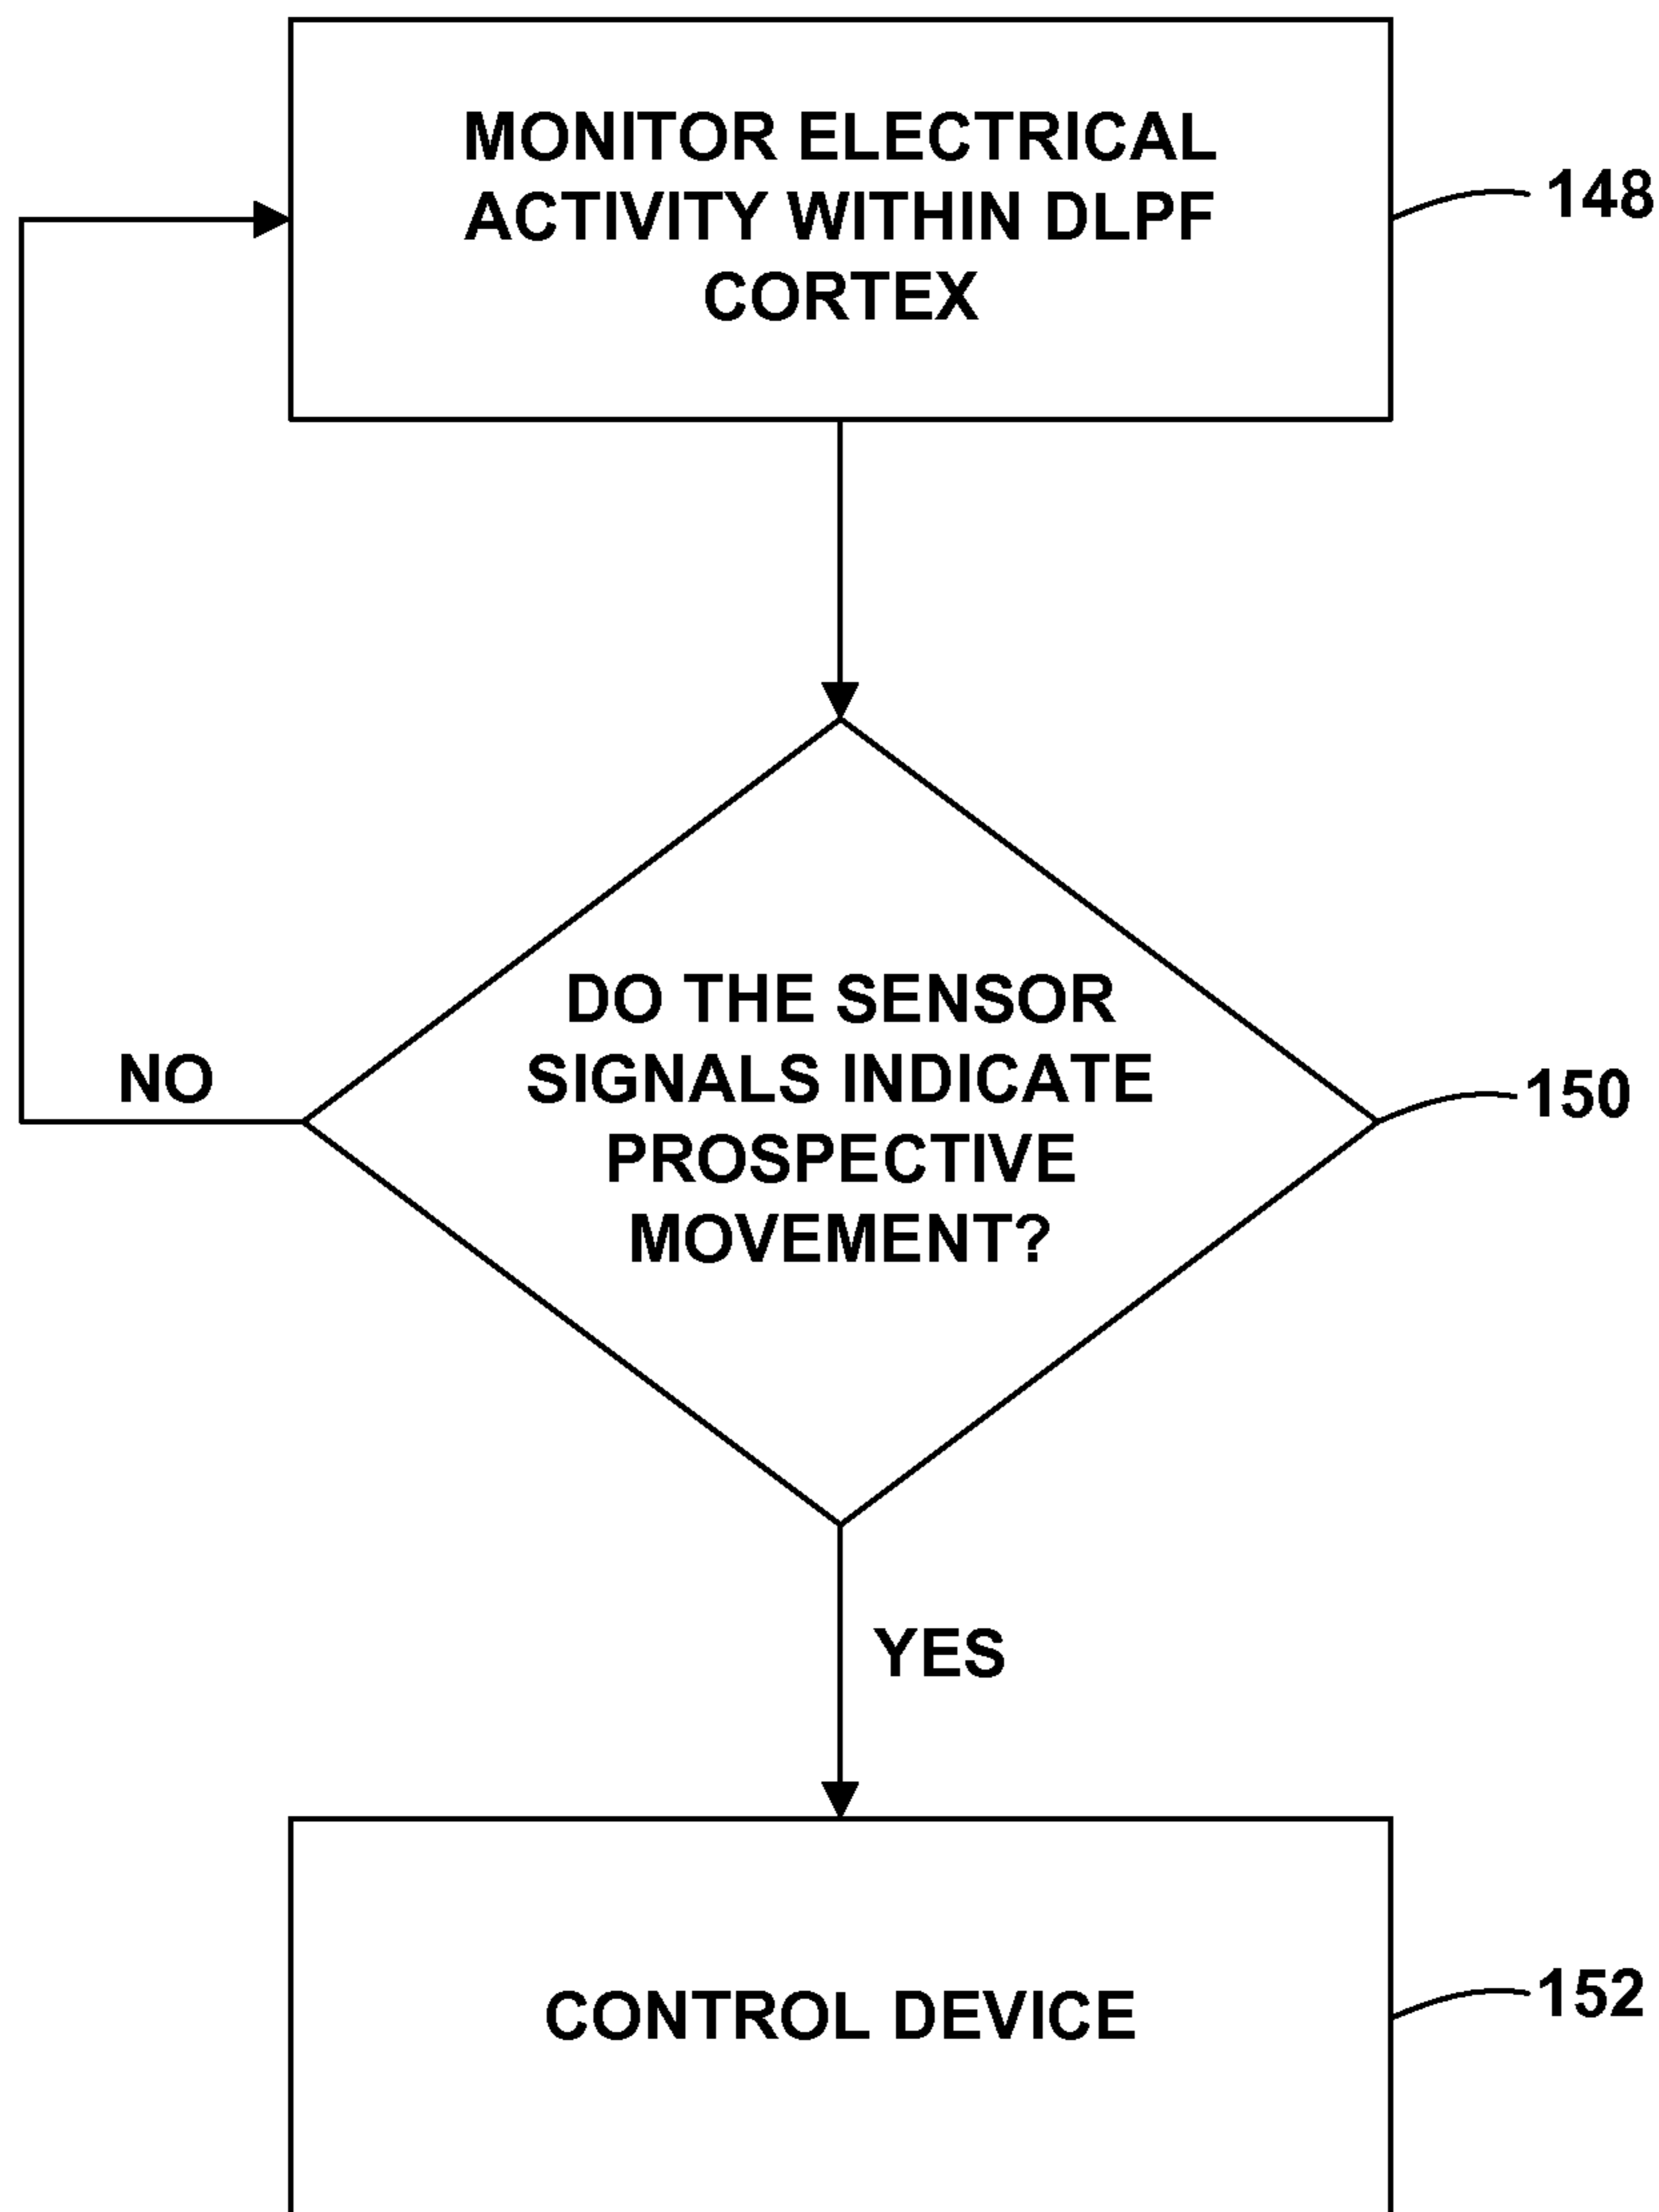 MONITOR ELECTRICAL
ACTIVITY WITHIN DLPF
CORTEX
148
DO THE SENSOR
SIGNALS INDICATE
PROSPECTIVE
MOVEMENT?
NO
150
YES
CONTROL DEVICE
152